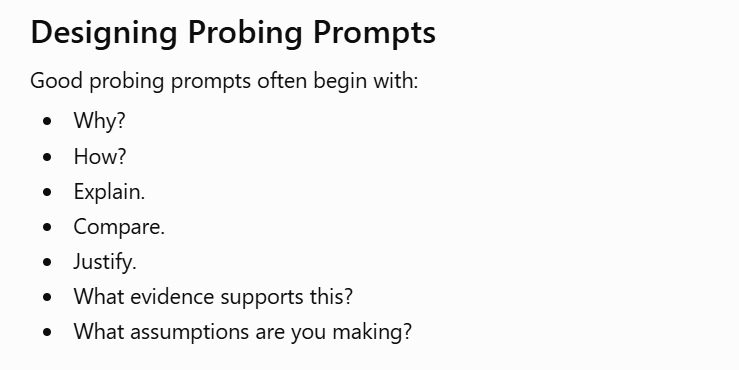 Designing Probing Prompts
Good probing prompts often begin with:
• Why?
• How?
• Explain.
• Compare.
• Justify.
• What evidence supports this?
• What assumptions are you making?